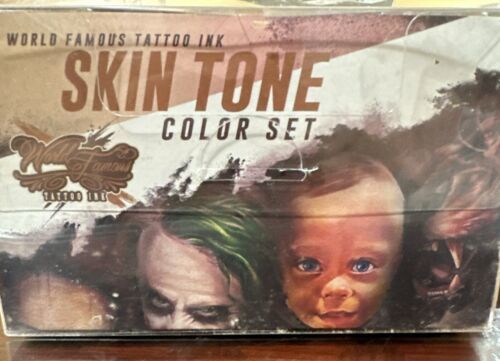 WORLD FAMOUS TATTOO INK
SKIN TONE
COLOR SET
World
Famous
TATTOO INK